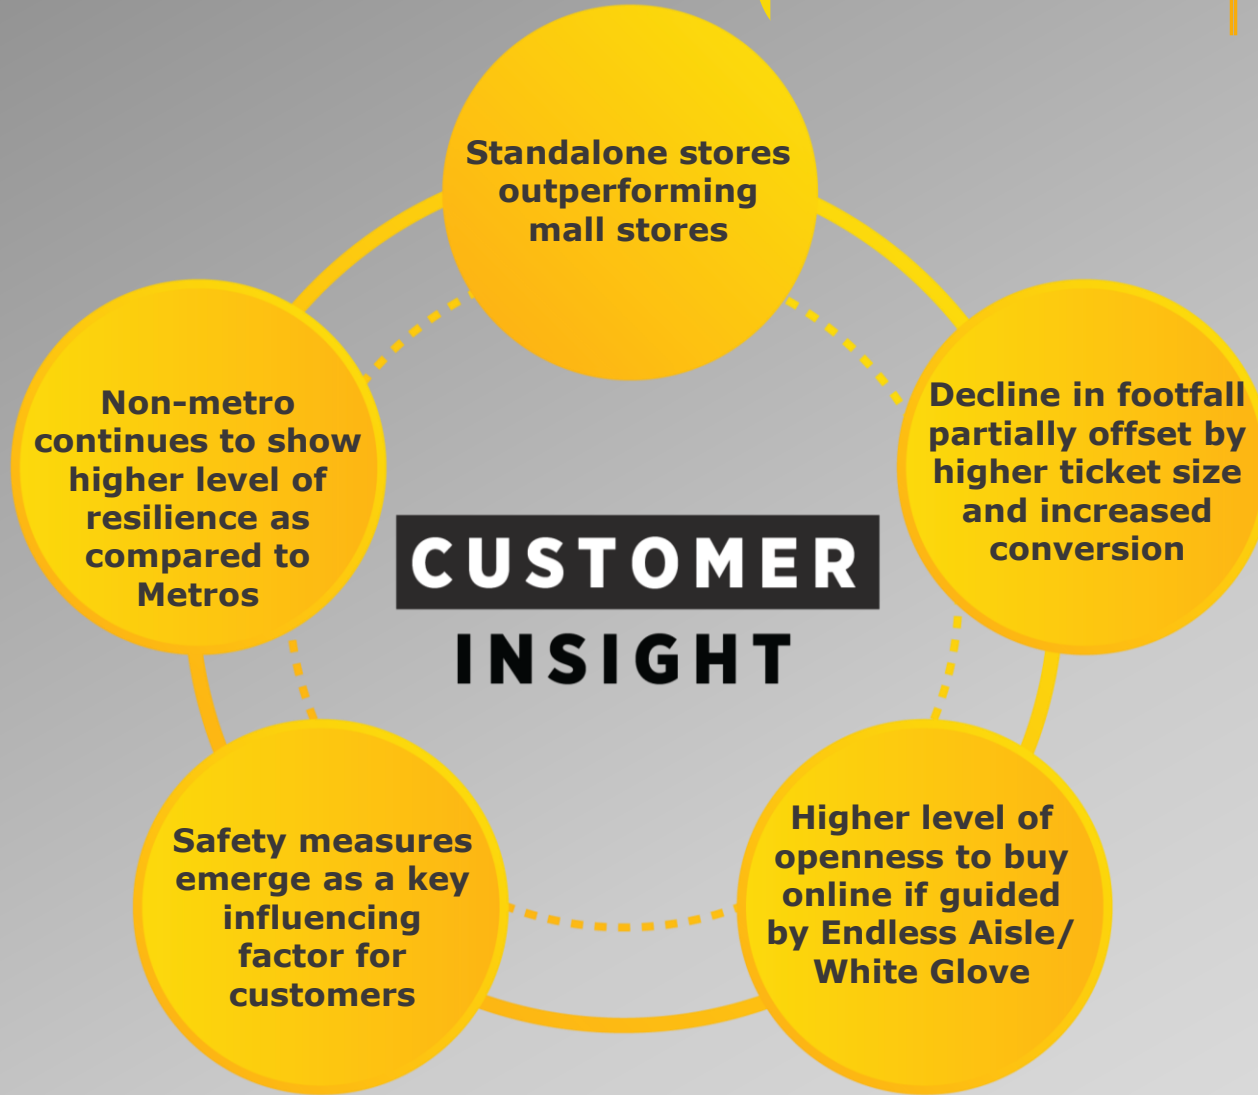 Standalone stores
outperforming
mall stores
Non-metro
continues to show
higher level of
resilience as
compared to
Metros
Decline in footfall
partially offset by
higher ticket size
and increased
conversion
CUSTOMER
INSIGHT
Safety measures
emerge as a key
influencing
factor for
customers
Higher level of
openness to buy
online if guided
by Endless Aisle/
White Glove